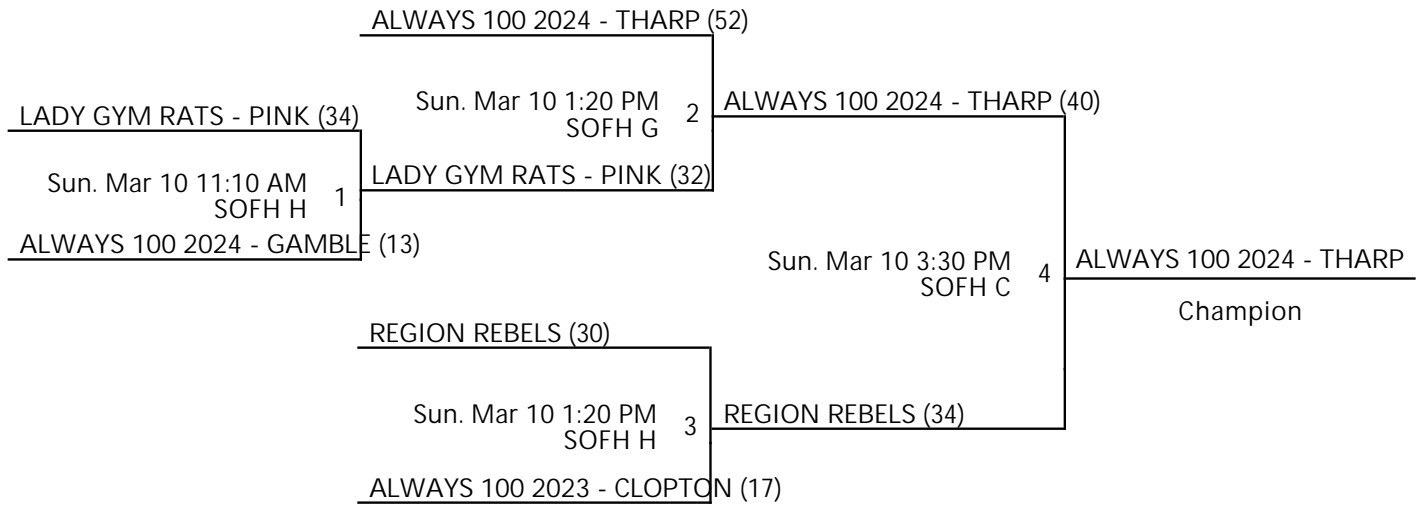 ALWAYS 100 2024 - THARP (52)
LADY GYM RATS - PINK (34)
Sun. Mar 10 1:20 PM
SOFH G
2
ALWAYS 100 2024 - THARP (40)
Sun. Mar 10 11:10 AM
SOFH H
1
LADY GYM RATS - PINK (32)
ALWAYS 100 2024 - GAMBLE (13)
Sun. Mar 10 3:30 PM
SOFH C
4
ALWAYS 100 2024 - THARP
Champion
REGION REBELS (30)
Sun. Mar 10 1:20 PM
SOFH H
3
REGION REBELS (34)
ALWAYS 100 2023 - CLOPTON (17)